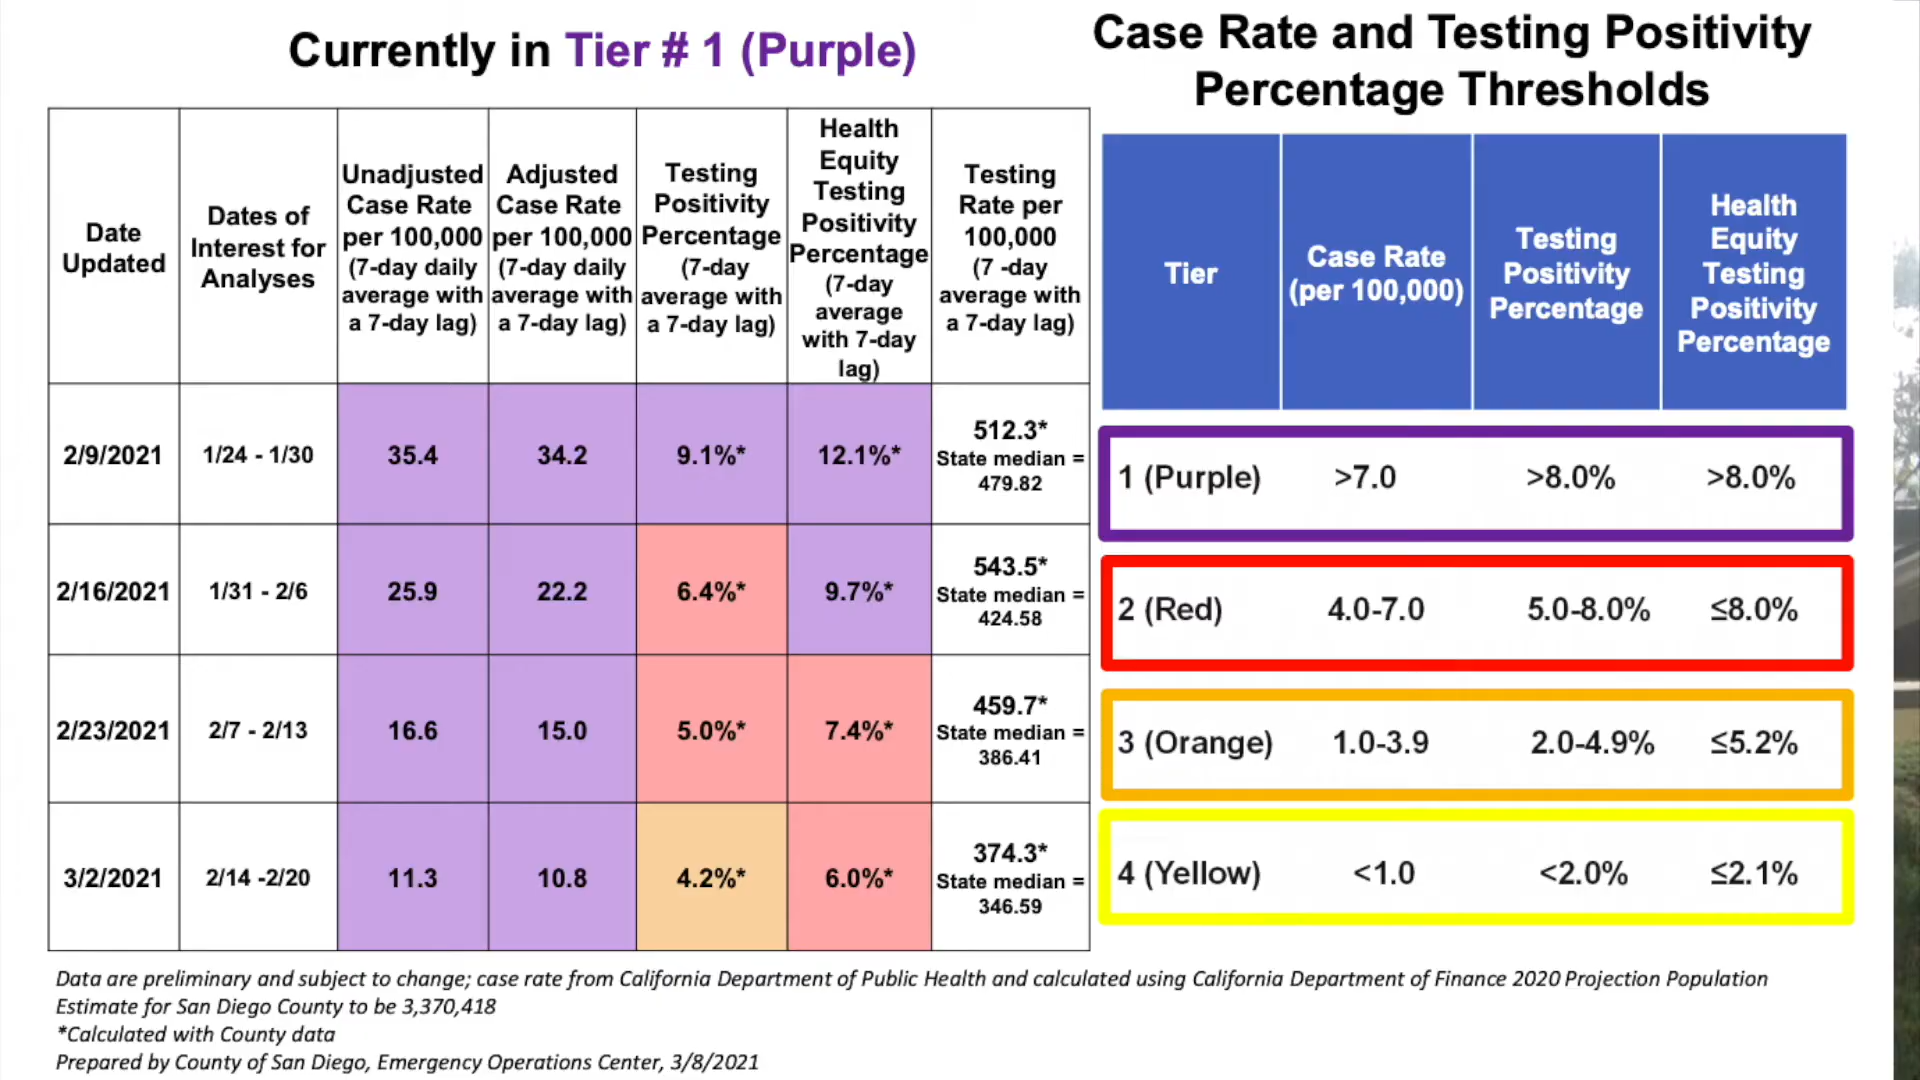 Currently in Tier # 1 (Purple)
Date
Updated
Dates of
Interest for
Analyses
Unadjusted
Case Rate
per 100,000
(7-day daily
average with
a 7-day lag)
Adjusted
Case Rate
per 100,000
(7-day daily
average with
a 7-day lag)
Testing
Positivity
Percentage
(7-day
average with
a 7-day lag)
Health
Equity
Testing
Positivity
Percentage
(7-day
average
with 7-day
lag)
Testing
Rate per
100,000
(7 -day
average with
a 7-day lag)
2/9/2021
1/24 - 1/30
35.4
34.2
9.1%*
12.1%*
512.3*
State median =
479.82
2/16/2021
1/31 - 2/6
25.9
22.2
6.4%*
9.7%*
543.5*
State median =
424.58
2/23/2021
2/7 - 2/13
16.6
15.0
5.0%*
7.4%*
459.7*
State median =
386.41
3/2/2021
2/14 -2/20
11.3
10.8
4.2%*
6.0%*
374.3*
State median =
346.59
Case Rate and Testing Positivity
Percentage Thresholds
Tier
Case Rate
(per 100,000)
Testing
Positivity
Percentage
Health
Equity
Testing
Positivity
Percentage
1 (Purple)
>7.0
>8.0%
>8.0%
2 (Red)
4.0-7.0
5.0-8.0%
≤8.0%
3 (Orange)
1.0-3.9
2.0-4.9%
≤5.2%
4 (Yellow)
<1.0
<2.0%
≤2.1%
Data are preliminary and subject to change; case rate from California Department of Public Health and calculated using California Department of Finance 2020 Projection Population
Estimate for San Diego County to be 3,370,418
*Calculated with County data
Prepared by County of San Diego, Emergency Operations Center, 3/8/2021